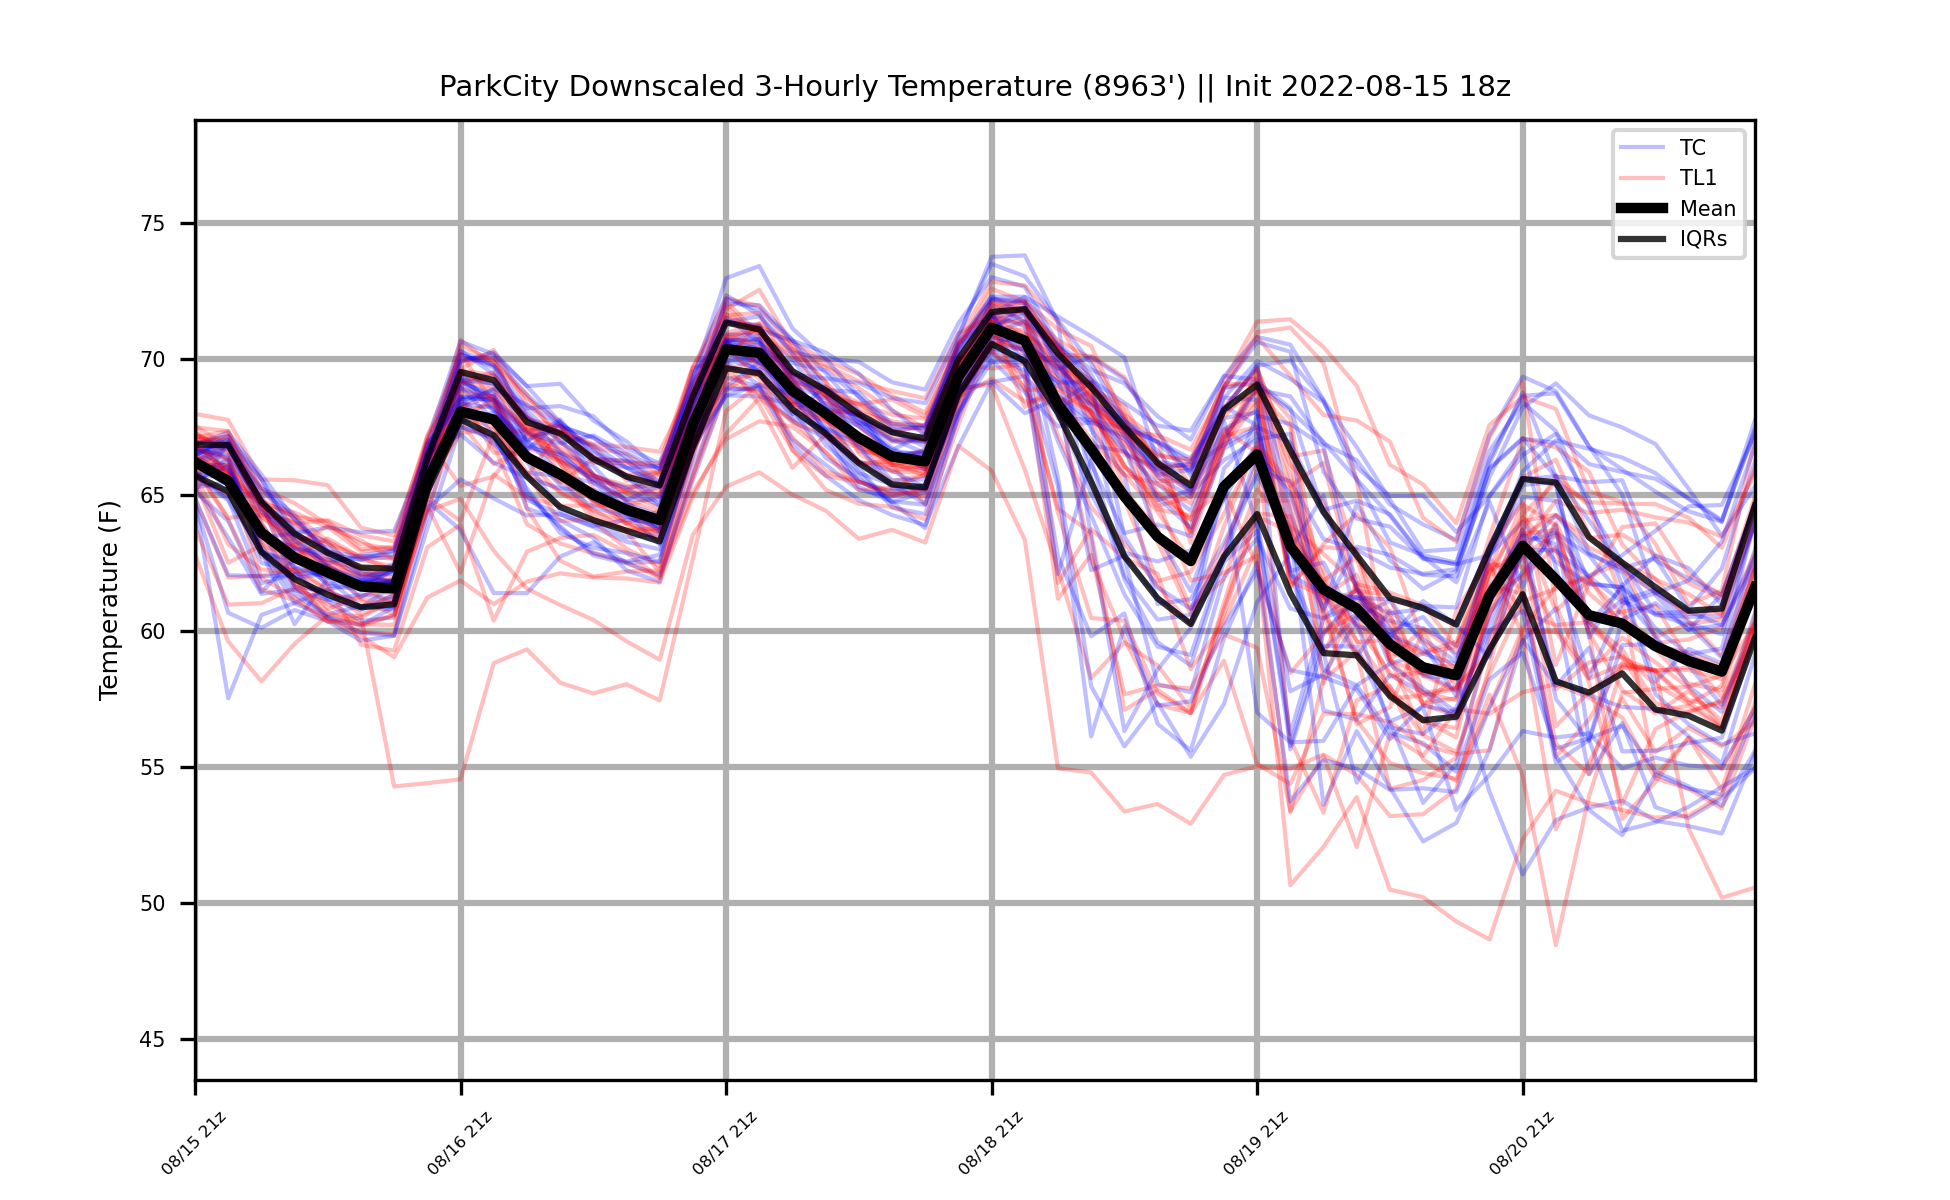 ParkCity Downscaled 3-Hourly Temperature (8963') || Init 2022-08-15 18z
TC
TL1
Mean
IQRs
Temperature (F)
75
70
65
60
55
50
45
08/15 21z
08/16 21z
08/17 21z
08/18 21z
08/19 21z
08/20 21z